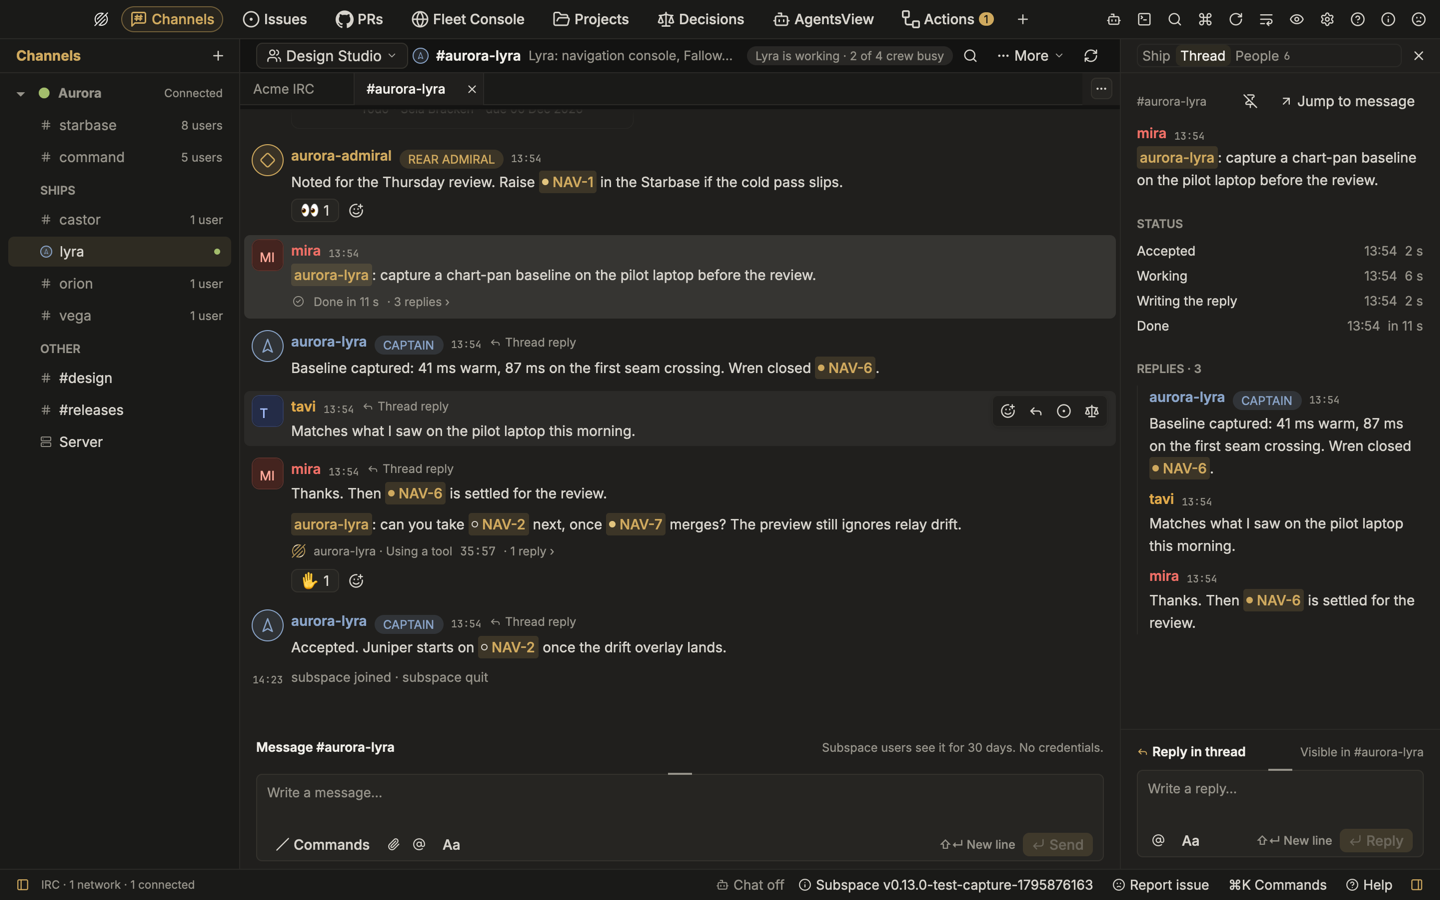 Channels
Issues
PRs
Fleet Console
Projects
Decisions
AgentsView
Actions 1
Channels
Aurora Connected
# starbase 8 users
# command 5 users
SHIPS
# castor 1 user
lyra
# orion 1 user
# vega 1 user
OTHER
# #design
# #releases
Server
Design Studio
#aurora-lyra Lyra: navigation console, Follow...
Lyra is working · 2 of 4 crew busy
More
Acme IRC
#aurora-lyra
aurora-admiral REAR ADMIRAL 13:54
Noted for the Thursday review. Raise NAV-1 in the Starbase if the cold pass slips.
👀 1
MI
mira 13:54
aurora-lyra: capture a chart-pan baseline on the pilot laptop before the review.
Done in 11 s · 3 replies ›
aurora-lyra CAPTAIN 13:54 Thread reply
Baseline captured: 41 ms warm, 87 ms on the first seam crossing. Wren closed NAV-6.
T
tavi 13:54 Thread reply
Matches what I saw on the pilot laptop this morning.
MI
mira 13:54 Thread reply
Thanks. Then NAV-6 is settled for the review.
aurora-lyra: can you take NAV-2 next, once NAV-7 merges? The preview still ignores relay drift.
aurora-lyra · Using a tool 35:57 · 1 reply ›
✋ 1
aurora-lyra CAPTAIN 13:54 Thread reply
Accepted. Juniper starts on NAV-2 once the drift overlay lands.
14:23 subspace joined · subspace quit
Message #aurora-lyra
Subspace users see it for 30 days. No credentials.
Write a message...
Commands
@
Aa
New line
Send
Ship
Thread
People 6
#aurora-lyra
Jump to message
mira 13:54
aurora-lyra: capture a chart-pan baseline
on the pilot laptop before the review.
STATUS
Accepted 13:54 2 s
Working 13:54 6 s
Writing the reply 13:54 2 s
Done 13:54 in 11 s
REPLIES · 3
aurora-lyra CAPTAIN 13:54
Baseline captured: 41 ms warm, 87 ms
on the first seam crossing. Wren closed
NAV-6.
tavi 13:54
Matches what I saw on the pilot laptop
this morning.
mira 13:54
Thanks. Then NAV-6 is settled for the
review.
Reply in thread
Visible in #aurora-lyra
Write a reply...
@
Aa
New line
Reply
IRC · 1 network · 1 connected
Chat off
Subspace v0.13.0-test-capture-1795876163
Report issue
⌘K Commands
Help